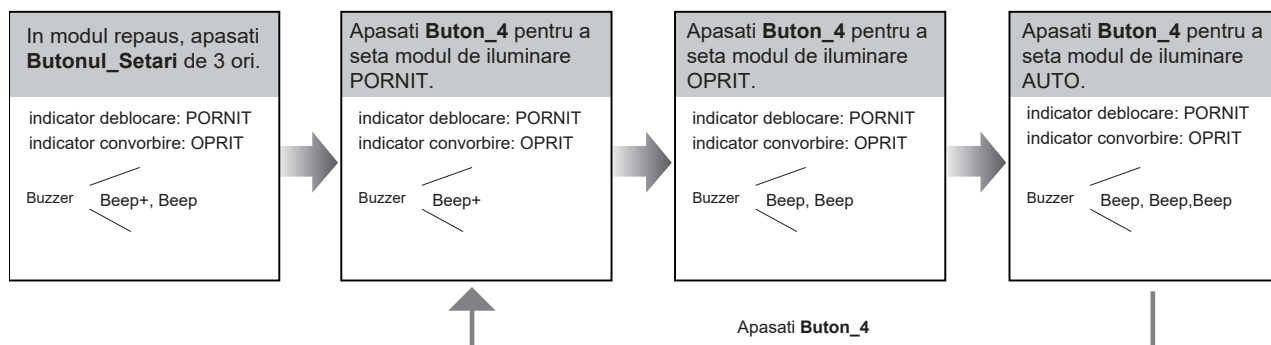 In modul repaus, apasati
Butonul_Setari de 3 ori.
indicator deblocare: PORNIT
indicator convorbire: OPRIT
Buzzer
Beep+, Beep
Apasati Buton_4 pentru a
seta modul de iluminare
PORNIT.
indicator deblocare: PORNIT
indicator convorbire: OPRIT
Buzzer
Beep+
Apasati Buton_4 pentru a
seta modul de iluminare
OPRIT.
indicator deblocare: PORNIT
indicator convorbire: OPRIT
Buzzer
Beep, Beep
Apasati Buton_4 pentru a
seta modul de iluminare
AUTO.
indicator deblocare: PORNIT
indicator convorbire: OPRIT
Buzzer
Beep, Beep,Beep
Apasati Buton_4